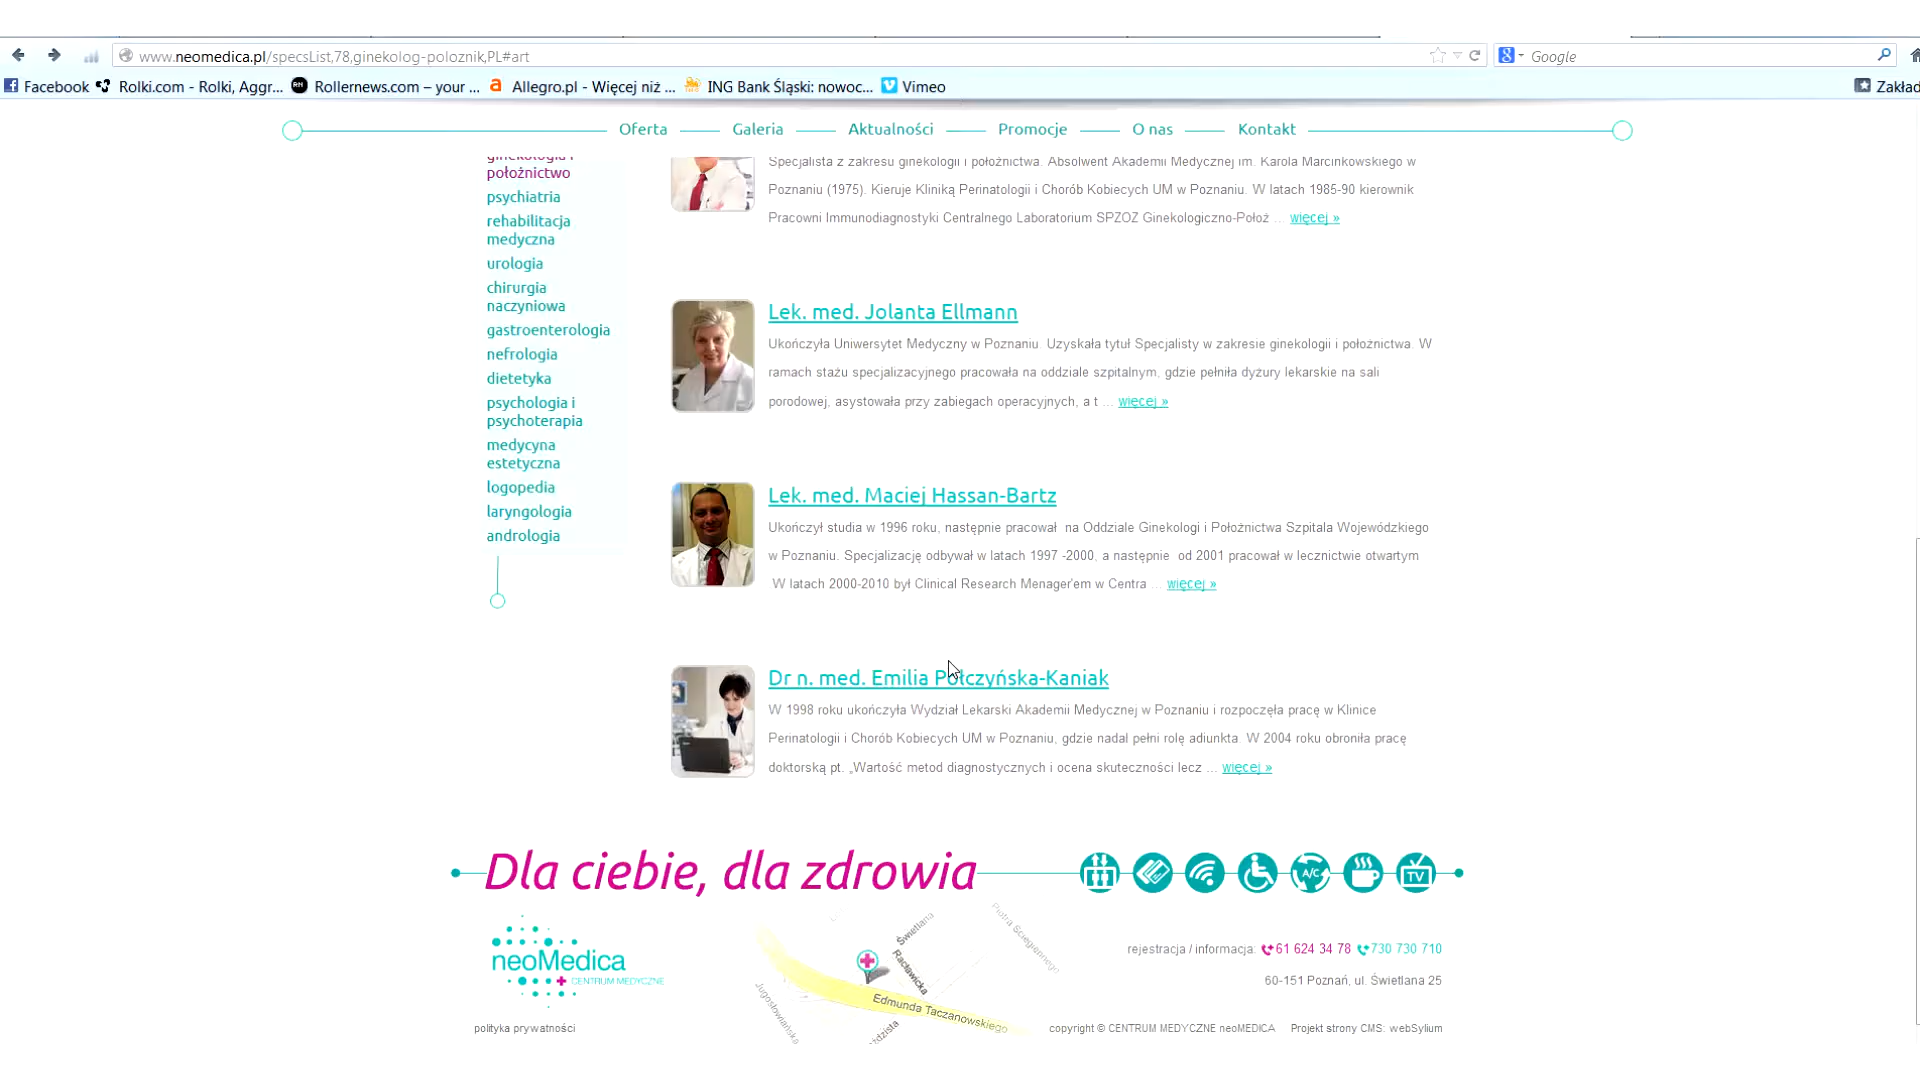 www.neomedica.pl/specsList,78,ginekolog-poloznik,PL#art
Google
Facebook Rolki.com - Rolki, Aggr... Rollernews.com – your ... Allegro.pl - Więcej niż ... ING Bank Śląski: nowoc... Vimeo Zakład
Oferta Galeria Aktualności Promocje O nas Kontakt
ginekologia i
położnictwo
psychiatria
rehabilitacja
medyczna
urologia
chirurgia
naczyniowa
gastroenterologia
nefrologia
dietetyka
psychologia i
psychoterapia
medycyna
estetyczna
logopedia
laryngologia
andrologia
Specjalista z zakresu ginekologii i położnictwa. Absolwent Akademii Medycznej im. Karola Marcinkowskiego w
Poznaniu (1975). Kieruje Kliniką Perinatologii i Chorób Kobiecych UM w Poznaniu. W latach 1985-90 kierownik
Pracowni Immunodiagnostyki Centralnego Laboratorium SPZOZ Ginekologiczno-Położ ... więcej »
Lek. med. Jolanta Ellmann
Ukończyła Uniwersytet Medyczny w Poznaniu. Uzyskała tytuł Specjalisty w zakresie ginekologii i położnictwa. W
ramach stażu specjalizacyjnego pracowała na oddziale szpitalnym, gdzie pełniła dyżury lekarskie na sali
porodowej, asystowała przy zabiegach operacyjnych, a t ... więcej »
Lek. med. Maciej Hassan-Bartz
Ukończył studia w 1996 roku, następnie pracował na Oddziale Ginekologi i Położnictwa Szpitala Wojewódzkiego
w Poznaniu. Specjalizację odbywał w latach 1997 -2000, a następnie od 2001 pracował w lecznictwie otwartym
W latach 2000-2010 był Clinical Research Menager'em w Centra ... więcej »
Dr n. med. Emilia Połczyńska-Kaniak
W 1998 roku ukończyła Wydział Lekarski Akademii Medycznej w Poznaniu i rozpoczęła pracę w Klinice
Perinatologii i Chorób Kobiecych UM w Poznaniu, gdzie nadal pełni rolę adiunkta. W 2004 roku obroniła pracę
doktorską pt. „Wartość metod diagnostycznych i ocena skuteczności lecz ... więcej »
Dla ciebie, dla zdrowia
A/C
TV
neoMedica
CENTRUM MEDYCZNE
Świetlana
Racławicka
Piotra Ściegiennego
Edmunda Taczanowskiego
Jugosłowiańska
rejestracja / informacja: 61 624 34 78 730 730 710
60-151 Poznań, ul. Świetlana 25
polityka prywatności
copyright © CENTRUM MEDYCZNE neoMEDICA Projekt strony CMS: webSylium